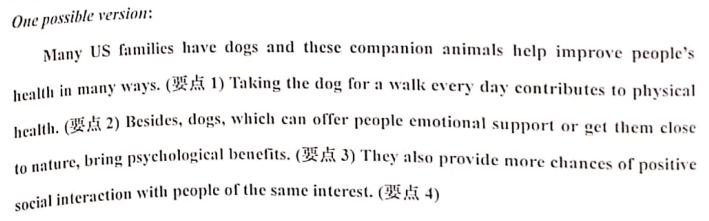 One possible version:
Many US families have dogs and these companion animals help improve people's
health in many ways. (要点 1) Taking the dog for a walk every day contributes to physical
health. (要点 2) Besides, dogs, which can offer people emotional support or get them close
to nature, bring psychological benefits. (要点 3) They also provide more chances of positive
social interaction with people of the same interest. (要点 4)